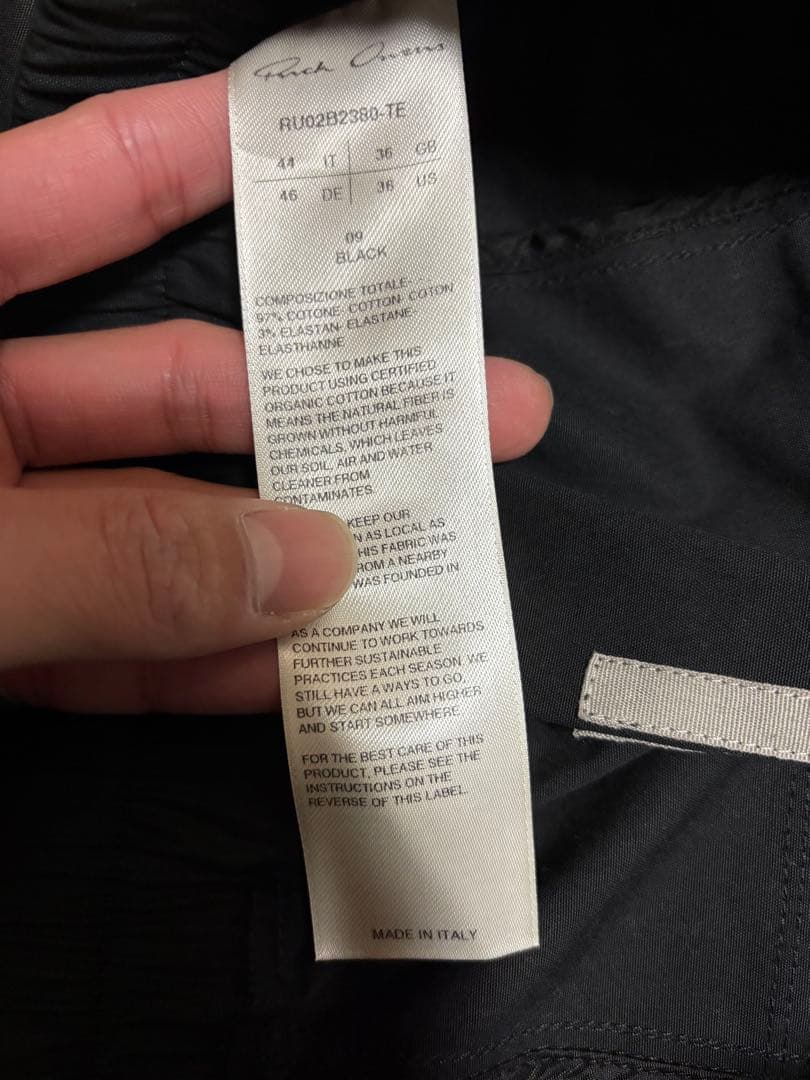 Rick Owens
RU02B2380-TE
44 IT 36 GB
46 DE 36 US
09
BLACK
COMPOSIZIONE TOTALE-
97% COTONE- COTTON- COTON
3% ELASTAN- ELASTANE-
ELASTHANNE
WE CHOSE TO MAKE THIS
PRODUCT USING CERTIFIED
ORGANIC COTTON BECAUSE IT
MEANS THE NATURAL FIBER IS
GROWN WITHOUT HARMFUL
CHEMICALS, WHICH LEAVES
OUR SOIL, AIR AND WATER
CLEANER FROM
CONTAMINATES.
KEEP OUR
AS LOCAL AS
FABRIC WAS
A NEARBY
WAS FOUNDED IN
AS A COMPANY WE WILL
CONTINUE TO WORK TOWARDS
FURTHER SUSTAINABLE
PRACTICES EACH SEASON. WE
STILL HAVE A WAYS TO GO,
BUT WE CAN ALL AIM HIGHER
AND START SOMEWHERE
FOR THE BEST CARE OF THIS
PRODUCT, PLEASE SEE THE
INSTRUCTIONS ON THE
REVERSE OF THIS LABEL.
MADE IN ITALY